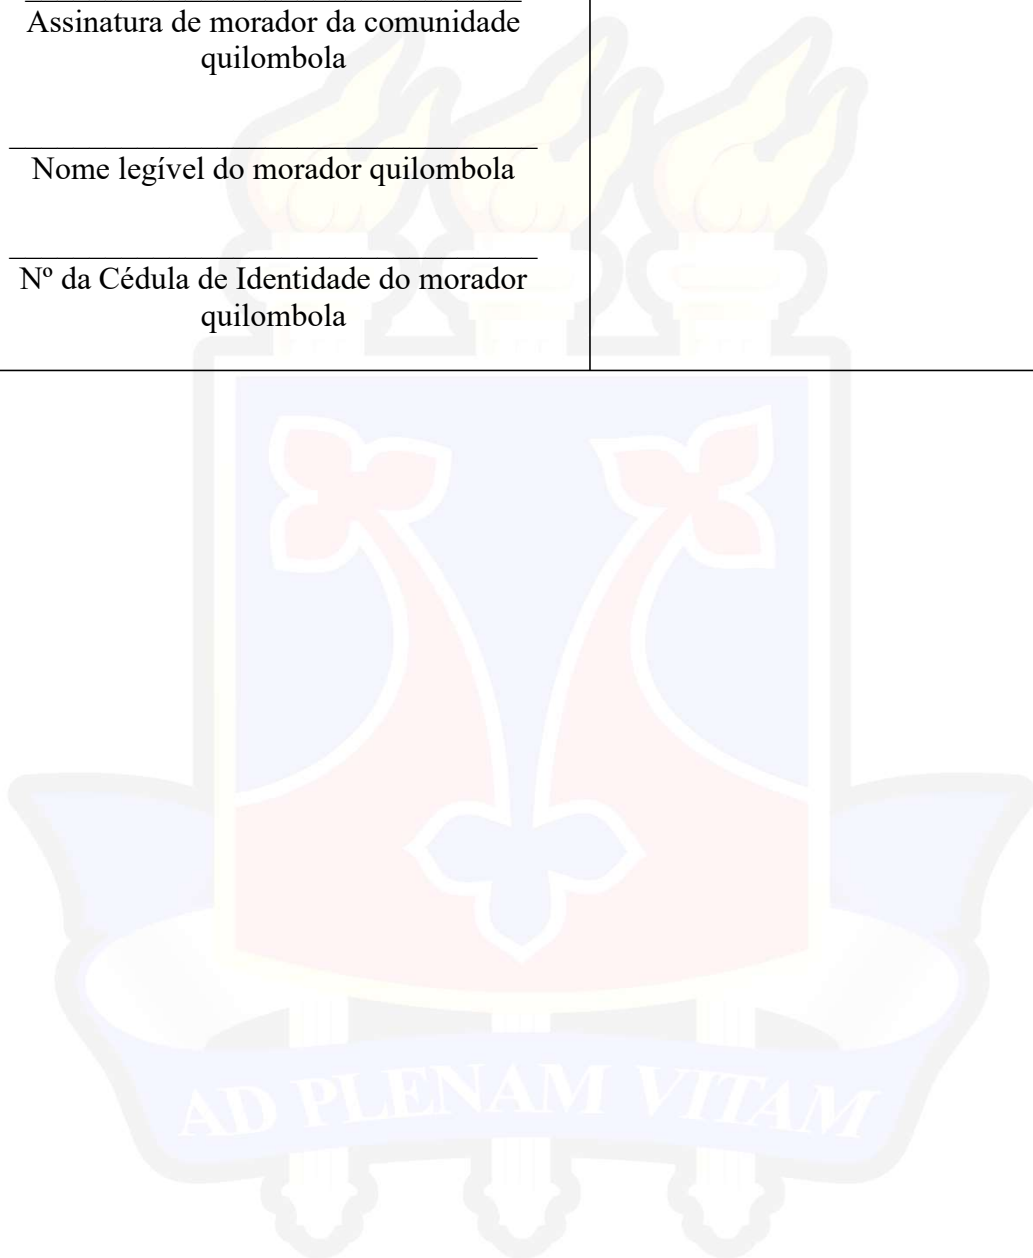 Assinatura de morador da comunidade
quilombola
Nome legível do morador quilombola
Nº da Cédula de Identidade do morador
quilombola
AD PLENAM VITAM